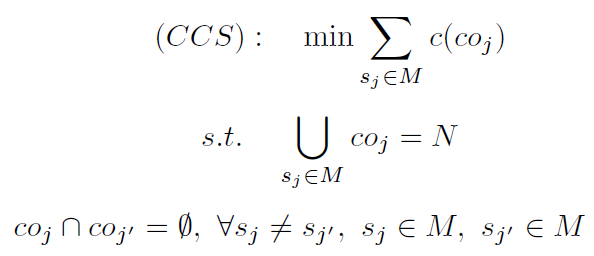 (CCS) : min ∑_{s_j∈M} c(co_j)
s.t. ⋃_{s_j∈M} co_j = N
co_j ∩ co_{j'} = ∅, ∀s_j ≠ s_{j'}, s_j ∈ M, s_{j'} ∈ M